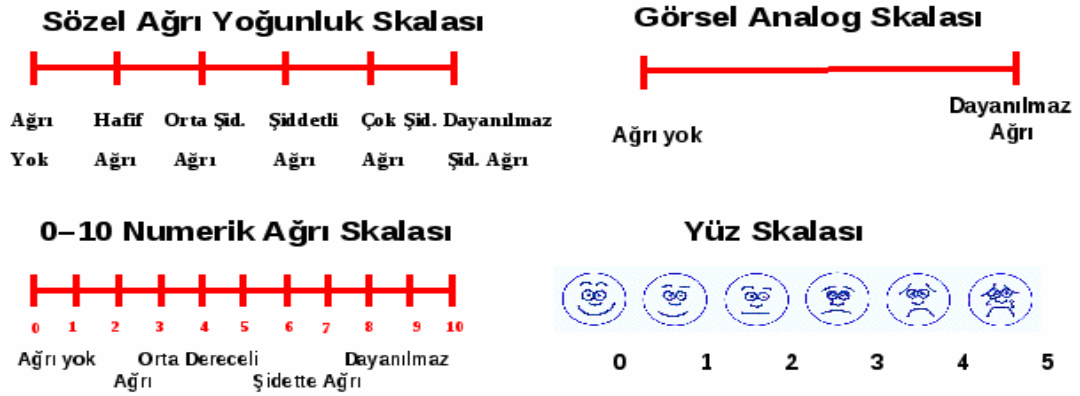 Sözel Ağrı Yoğunluk Skalası
Ağrı Hafif Orta Şid. Şiddetli Çok Şid. Dayanılmaz
Yok Ağrı Ağrı Ağrı Ağrı Şid. Ağrı
Görsel Analog Skalası
Ağrı yok
Dayanılmaz
Ağrı
0–10 Numerik Ağrı Skalası
0 1 2 3 4 5 6 7 8 9 10
Ağrı yok Orta Dereceli Dayanılmaz
Ağrı Şidette Ağrı
Yüz Skalası
0 1 2 3 4 5